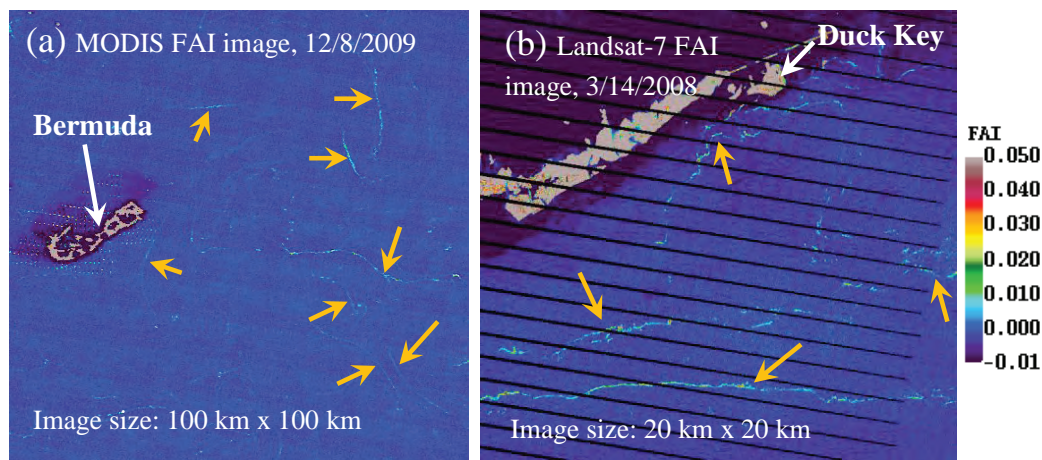 (a) MODIS FAI image, 12/8/2009
Bermuda
Image size: 100 km x 100 km
(b) Landsat-7 FAI
image, 3/14/2008
Duck Key
Image size: 20 km x 20 km
FAI
0.050
0.040
0.030
0.020
0.010
0.000
-0.01